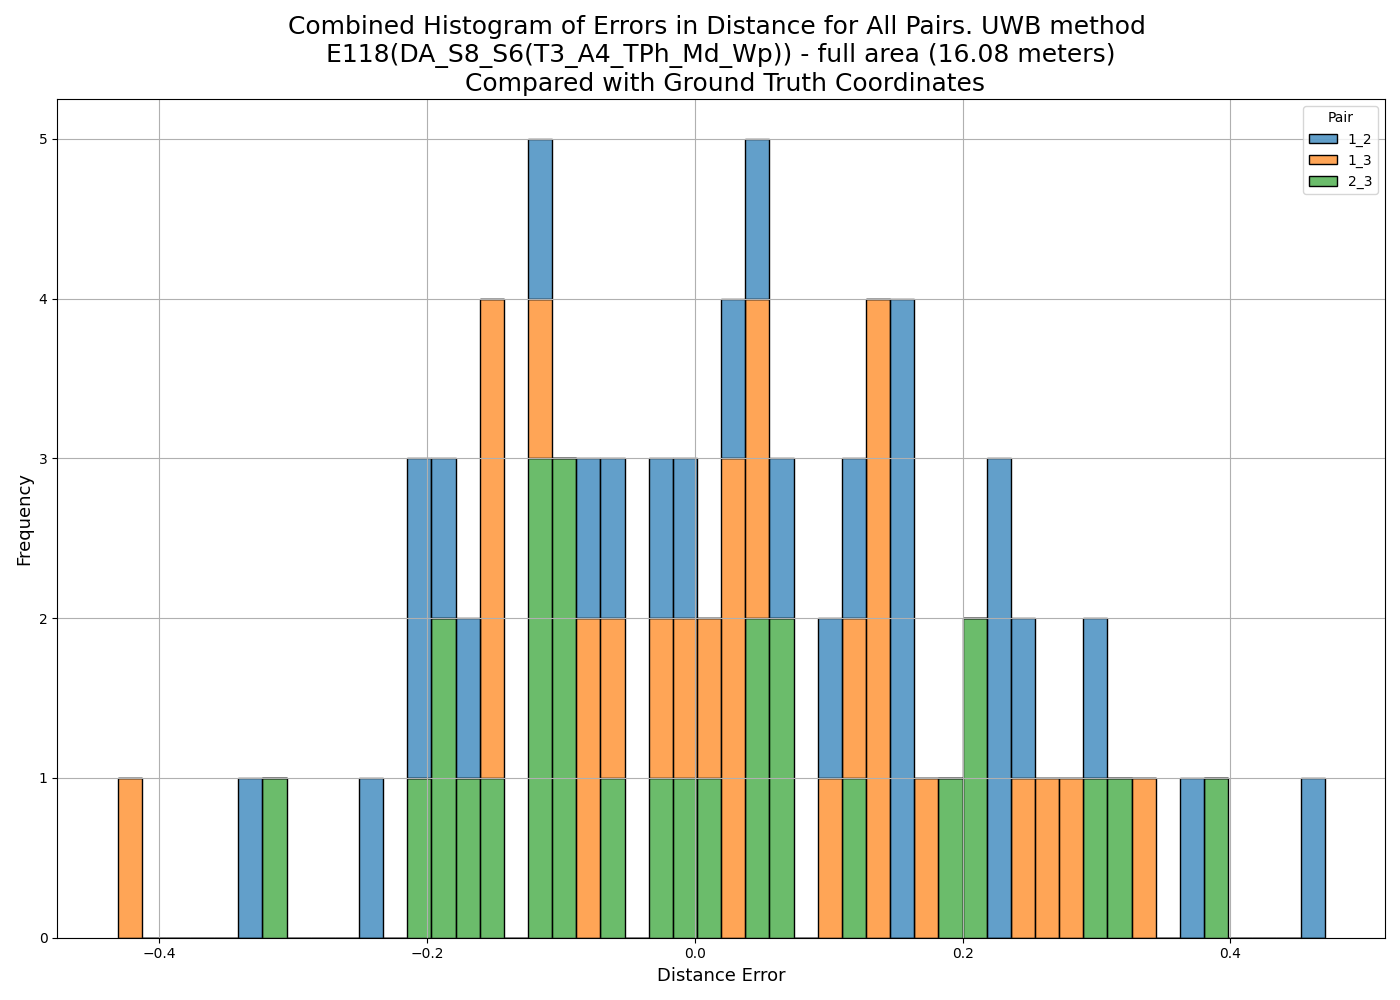 Combined Histogram of Errors in Distance for All Pairs. UWB method
E118(DA_S8_S6(T3_A4_TPh_Md_Wp)) - full area (16.08 meters)
Compared with Ground Truth Coordinates
Pair
1_2
1_3
2_3
Frequency
5
4
3
2
1
0
−0.4
−0.2
0.0
0.2
0.4
Distance Error